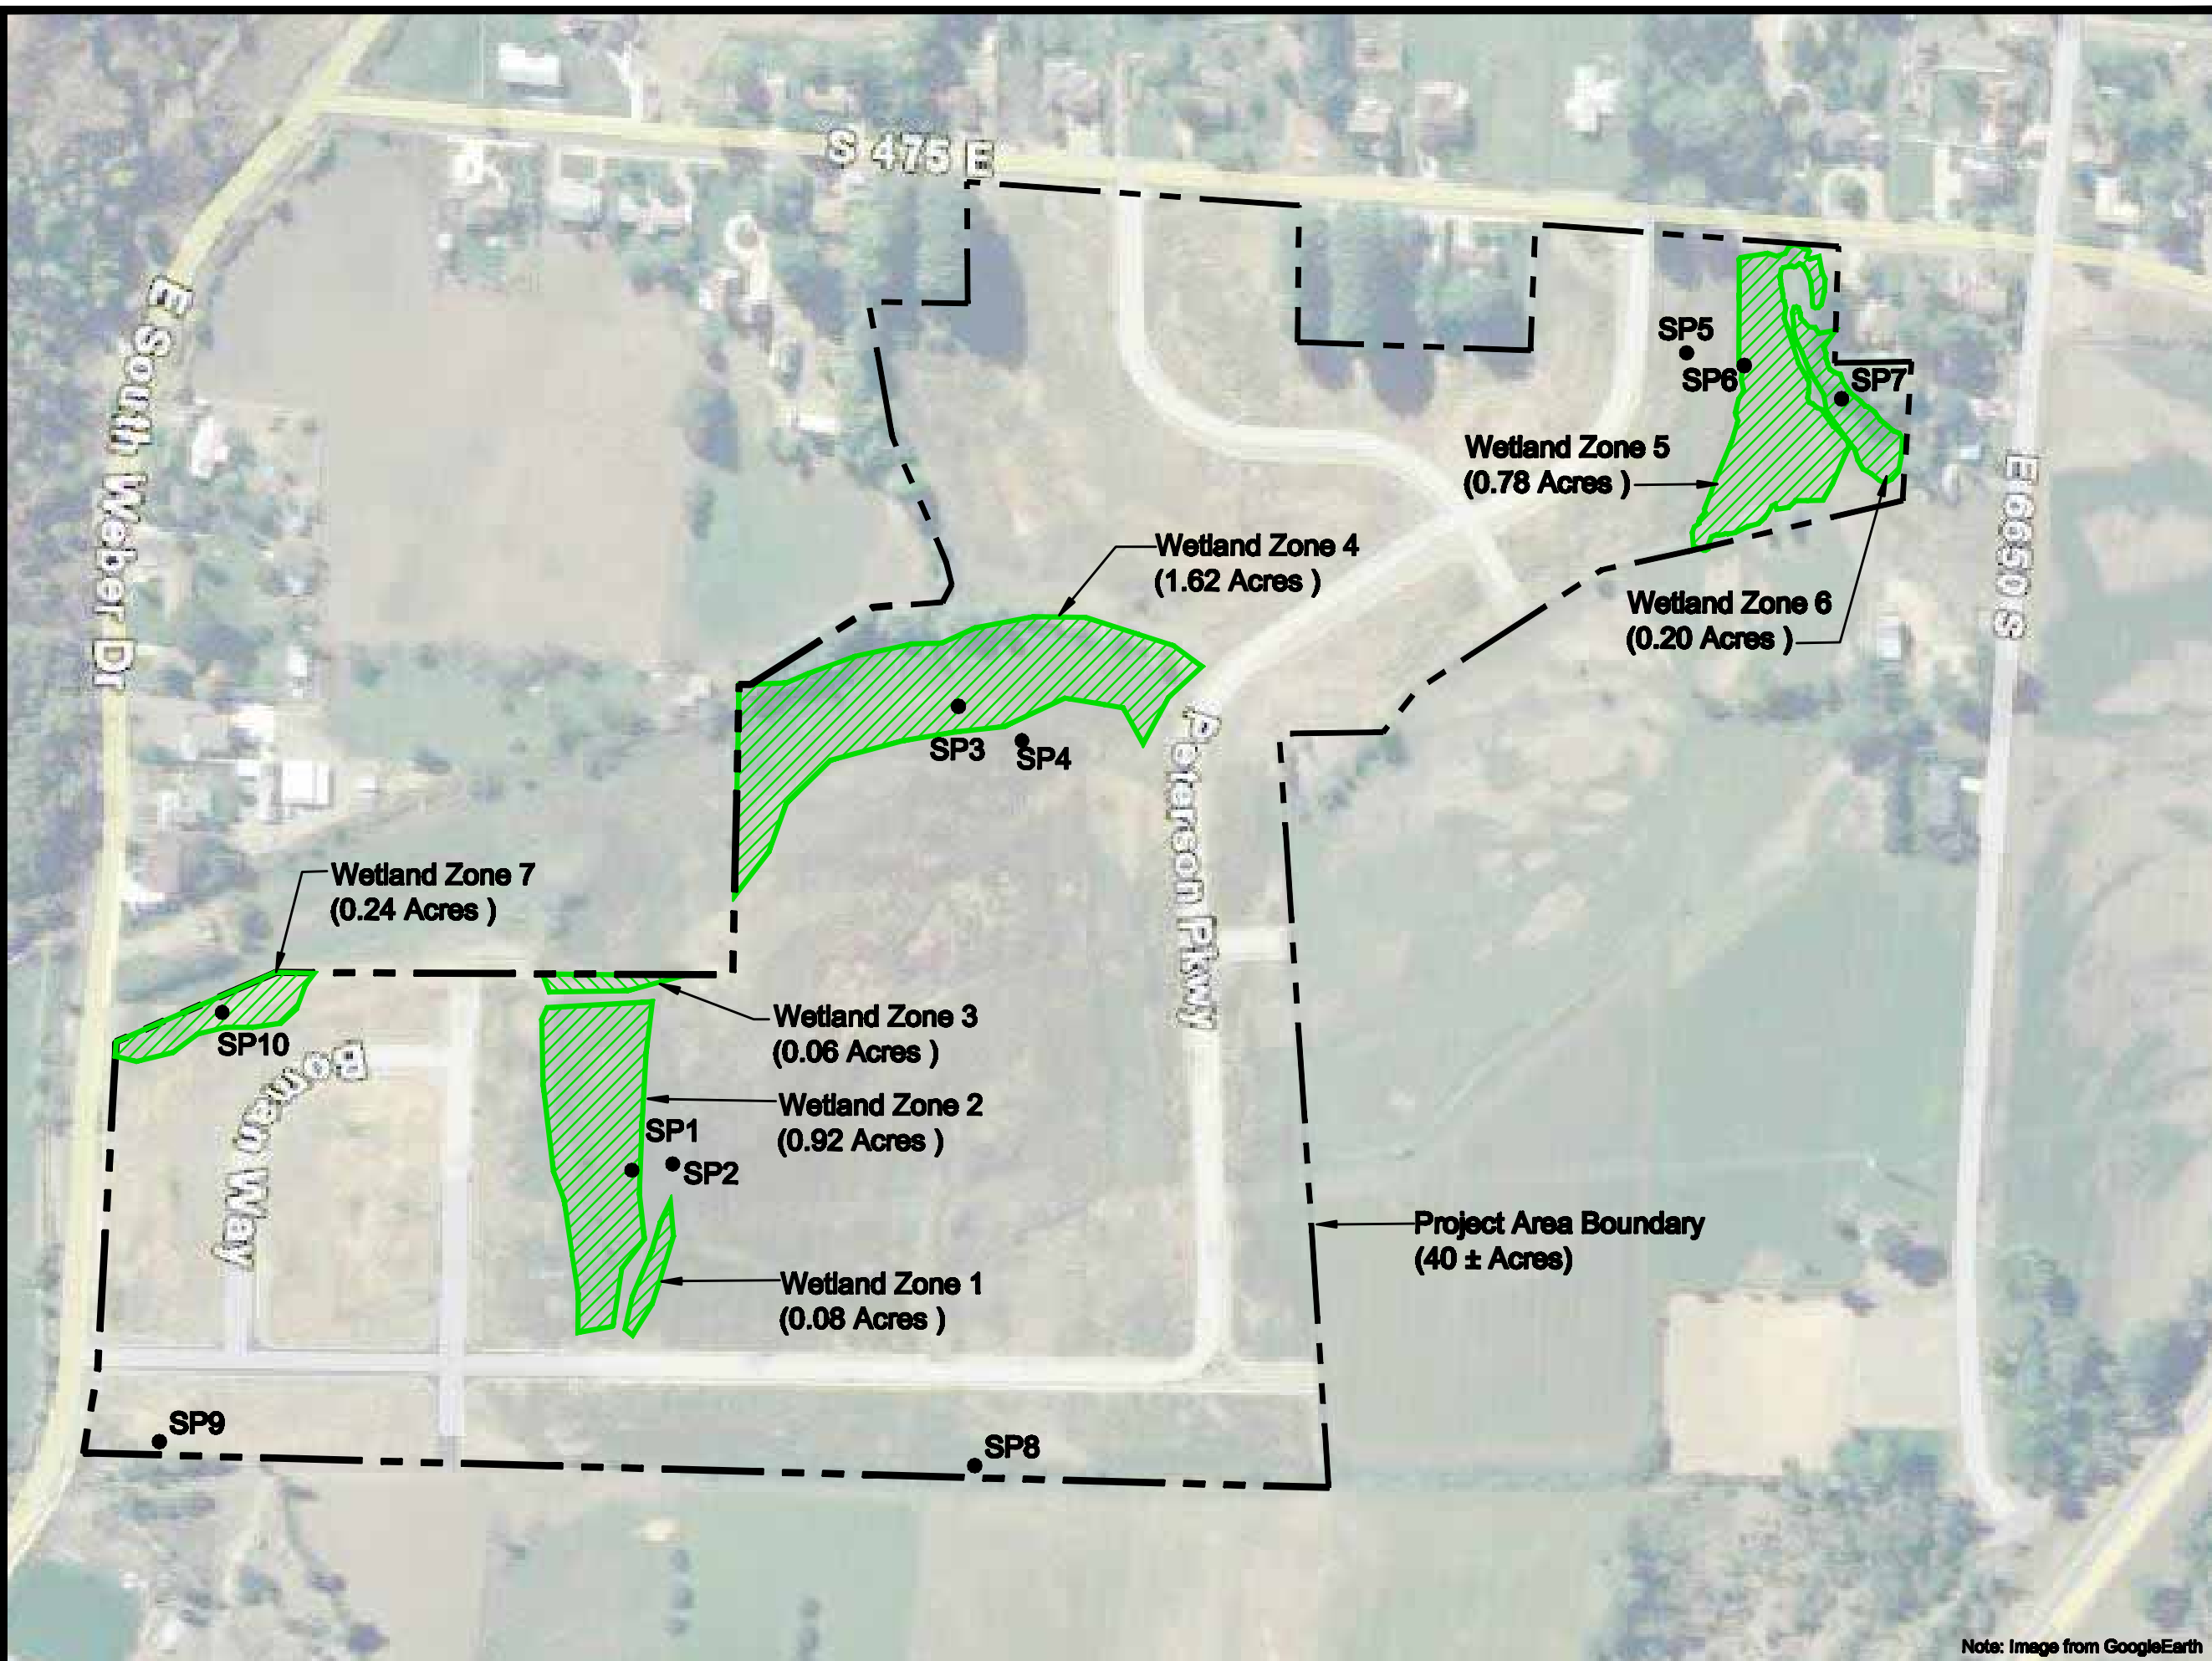 S 475 E
E South Weber Dr
SP5
SP6
SP7
Wetland Zone 5
(0.78 Acres )
E 6650 S
Wetland Zone 4
(1.62 Acres )
Wetland Zone 6
(0.20 Acres )
SP3
SP4
Peterson Pkwy
Wetland Zone 7
(0.24 Acres )
SP10
Wetland Zone 3
(0.06 Acres )
Bowman Way
Wetland Zone 2
(0.92 Acres )
SP1
SP2
Project Area Boundary
(40 ± Acres)
Wetland Zone 1
(0.08 Acres )
SP9
SP8
Note: Image from GoogleEarth